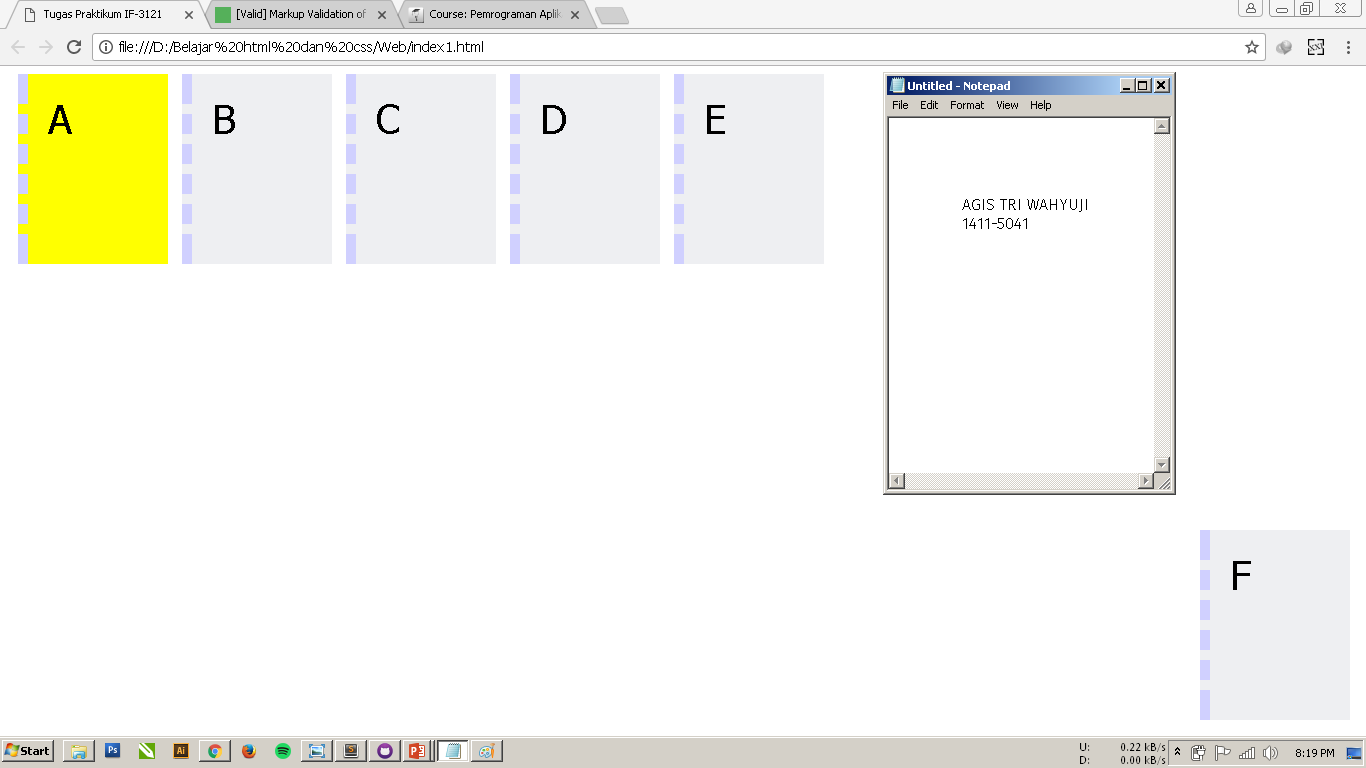 Tugas Praktikum IF-3121
[Valid] Markup Validation of
Course: Pemrograman Aplik
file:///D:/Belajar%20html%20dan%20css/Web/index1.html
A
B
C
D
E
Untitled - Notepad
File Edit Format View Help
AGIS TRI WAHYUJI
1411-5041
F
Start
Ps
Ai
S
P
U: 0.22 kB/s
D: 0.00 kB/s
8:19 PM